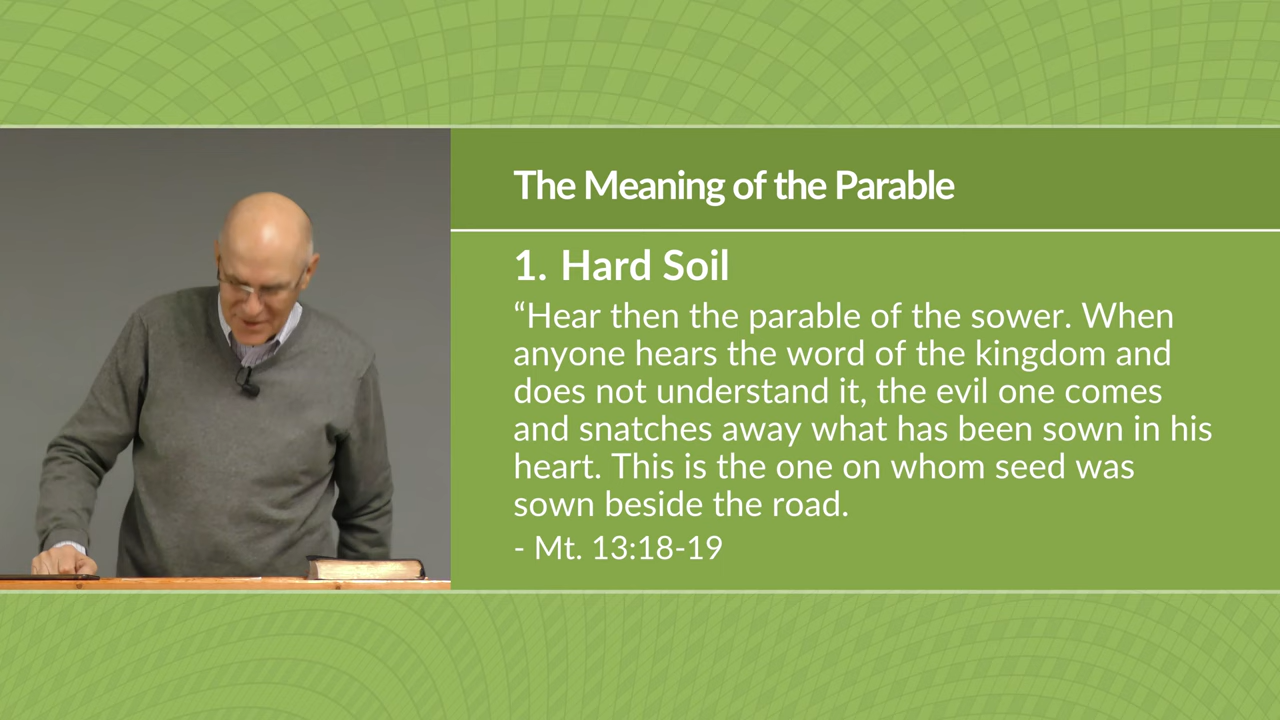 The Meaning of the Parable
1. Hard Soil
“Hear then the parable of the sower. When
anyone hears the word of the kingdom and
does not understand it, the evil one comes
and snatches away what has been sown in his
heart. This is the one on whom seed was
sown beside the road.
- Mt. 13:18-19